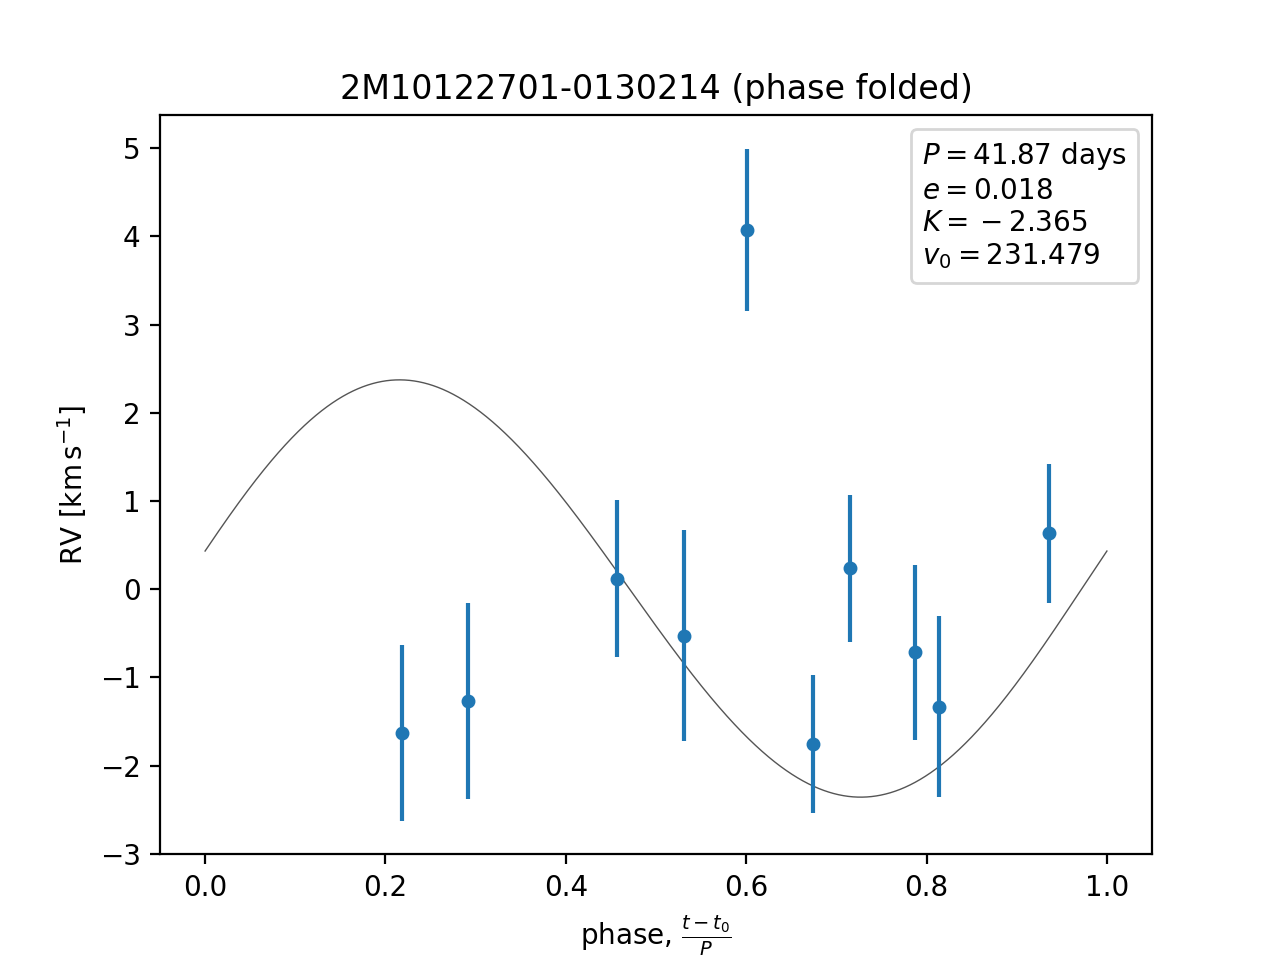 2M10122701-0130214 (phase folded)
P = 41.87 days
e = 0.018
K = −2.365
v₀ = 231.479
5
4
3
2
1
0
−1
−2
−3
RV [km s⁻¹]
0.0 0.2 0.4 0.6 0.8 1.0
phase, (t − t₀)/P